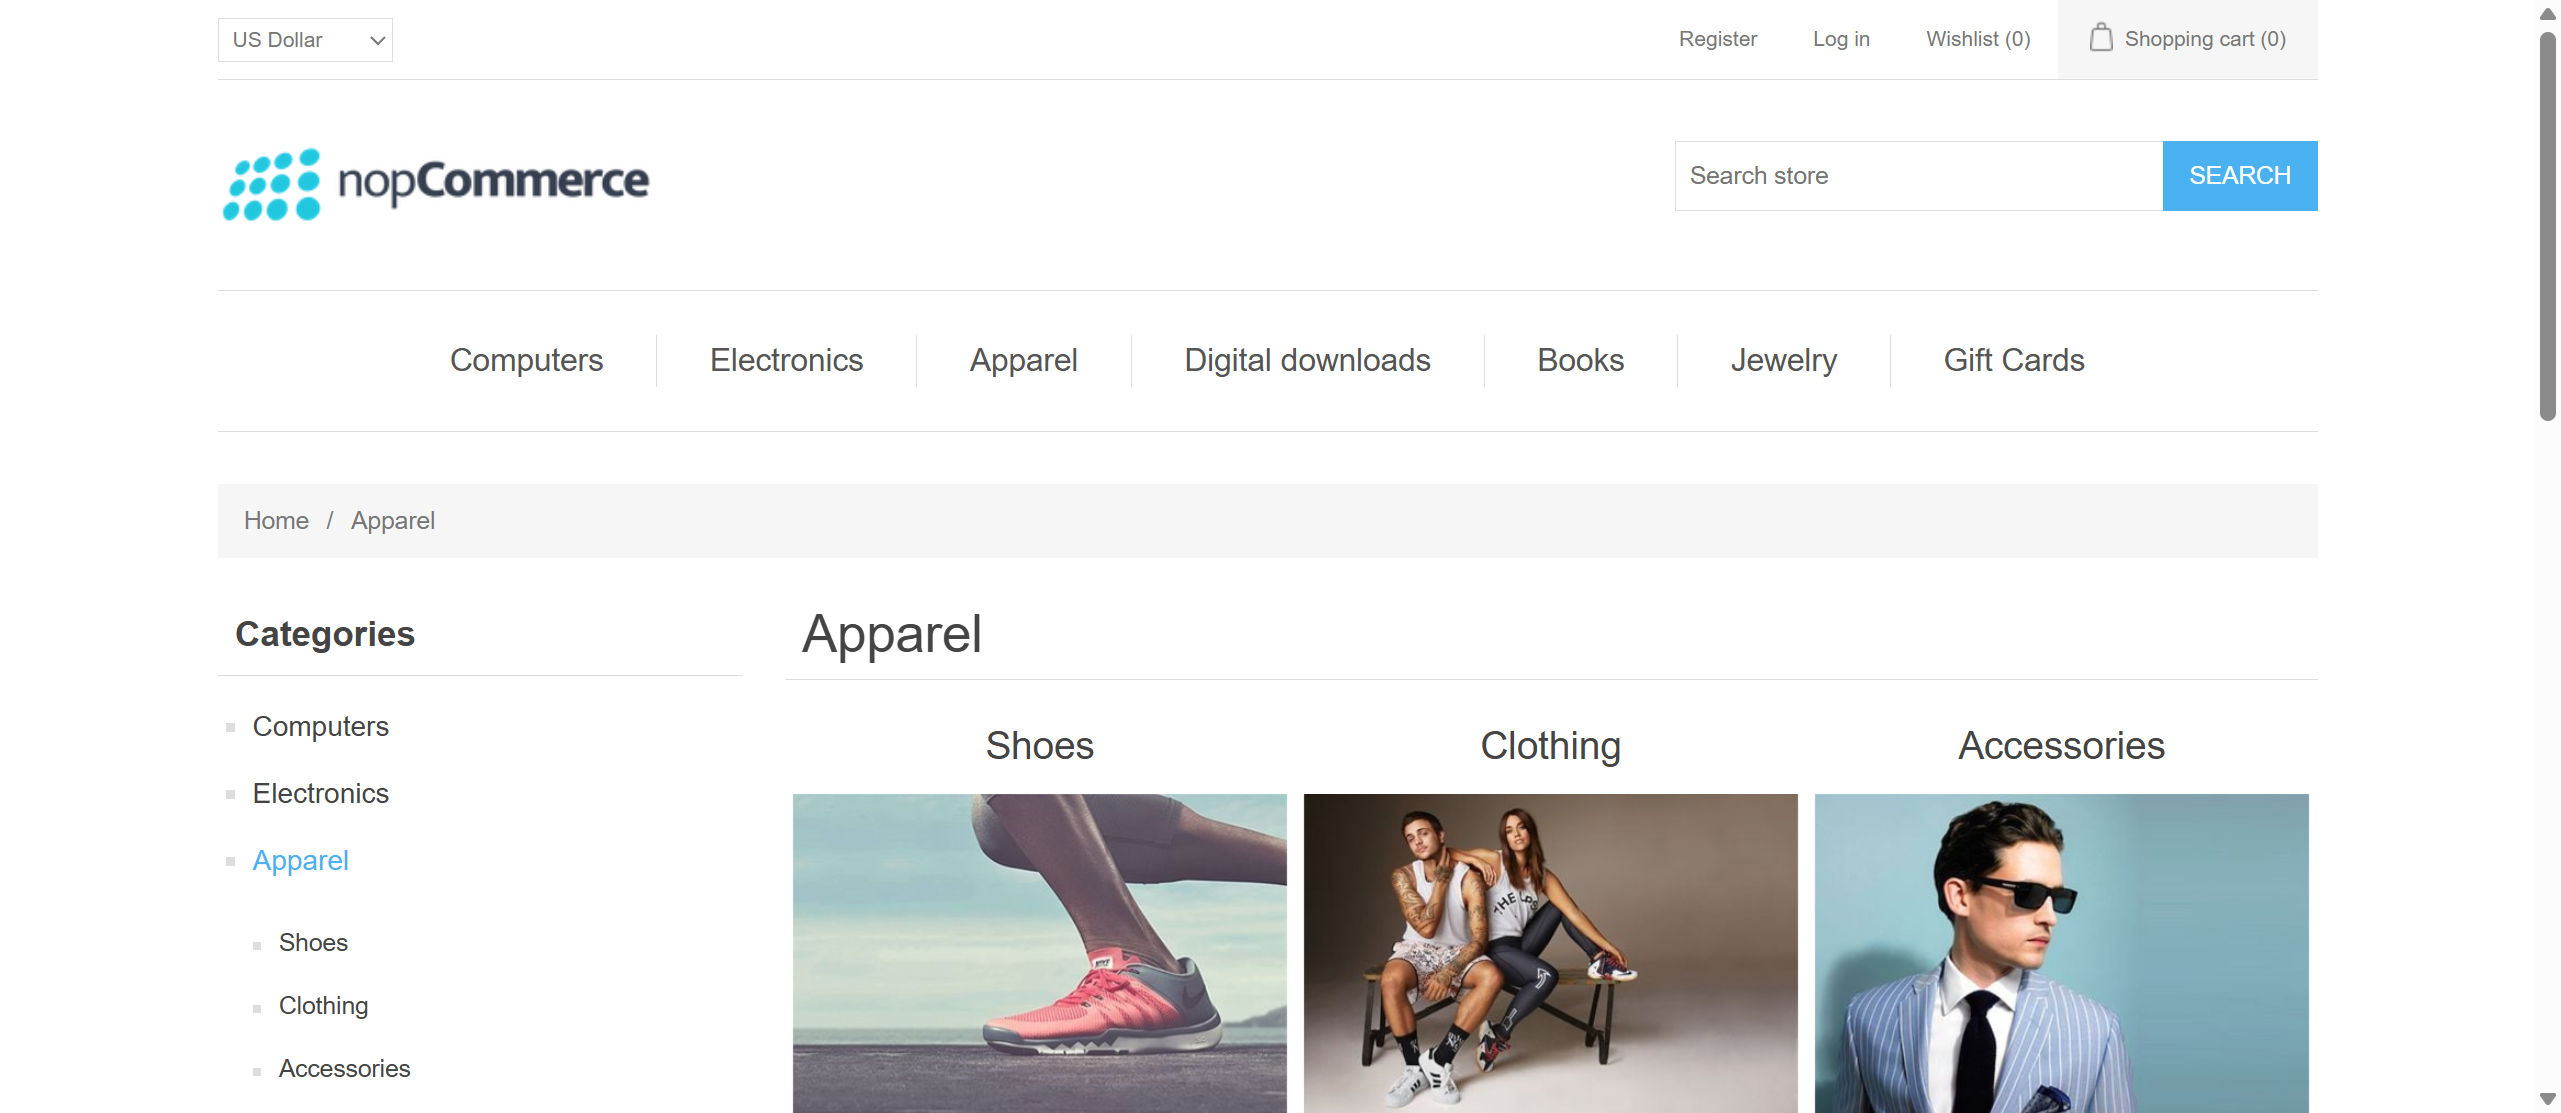 US Dollar
Register
Log in
Wishlist (0)
Shopping cart (0)
nopCommerce
Search store
SEARCH
Computers
Electronics
Apparel
Digital downloads
Books
Jewelry
Gift Cards
Home / Apparel
Categories
Computers
Electronics
Apparel
Shoes
Clothing
Accessories
Apparel
Shoes
Clothing
Accessories